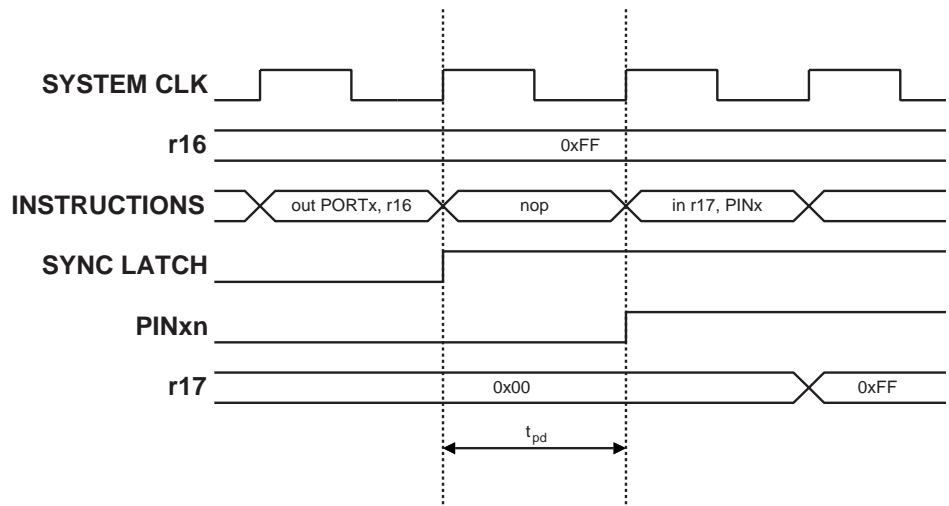 SYSTEM CLK
r16
0xFF
INSTRUCTIONS
out PORTx, r16
nop
in r17, PINx
SYNC LATCH
PINxn
r17
0x00
0xFF
tpd